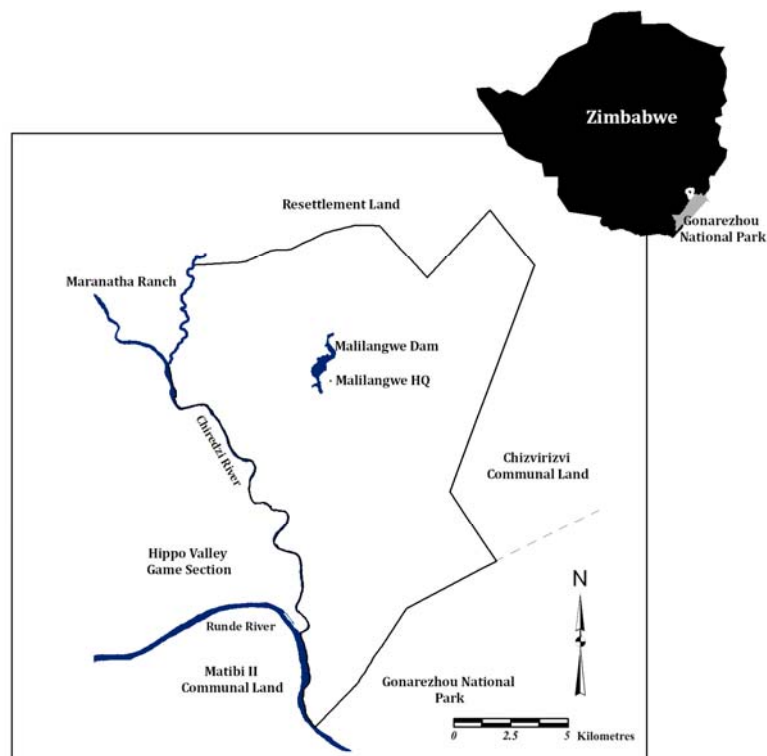 Zimbabwe
Gonarezhou
National Park
Resettlement Land
Maranatha Ranch
Malilangwe Dam
Malilangwe HQ
Chiredzi River
Chizvirizvi
Communal Land
Hippo Valley
Game Section
N
Runde River
Matibi II
Communal Land
Gonarezhou National
Park
0 2.5 5 Kilometres